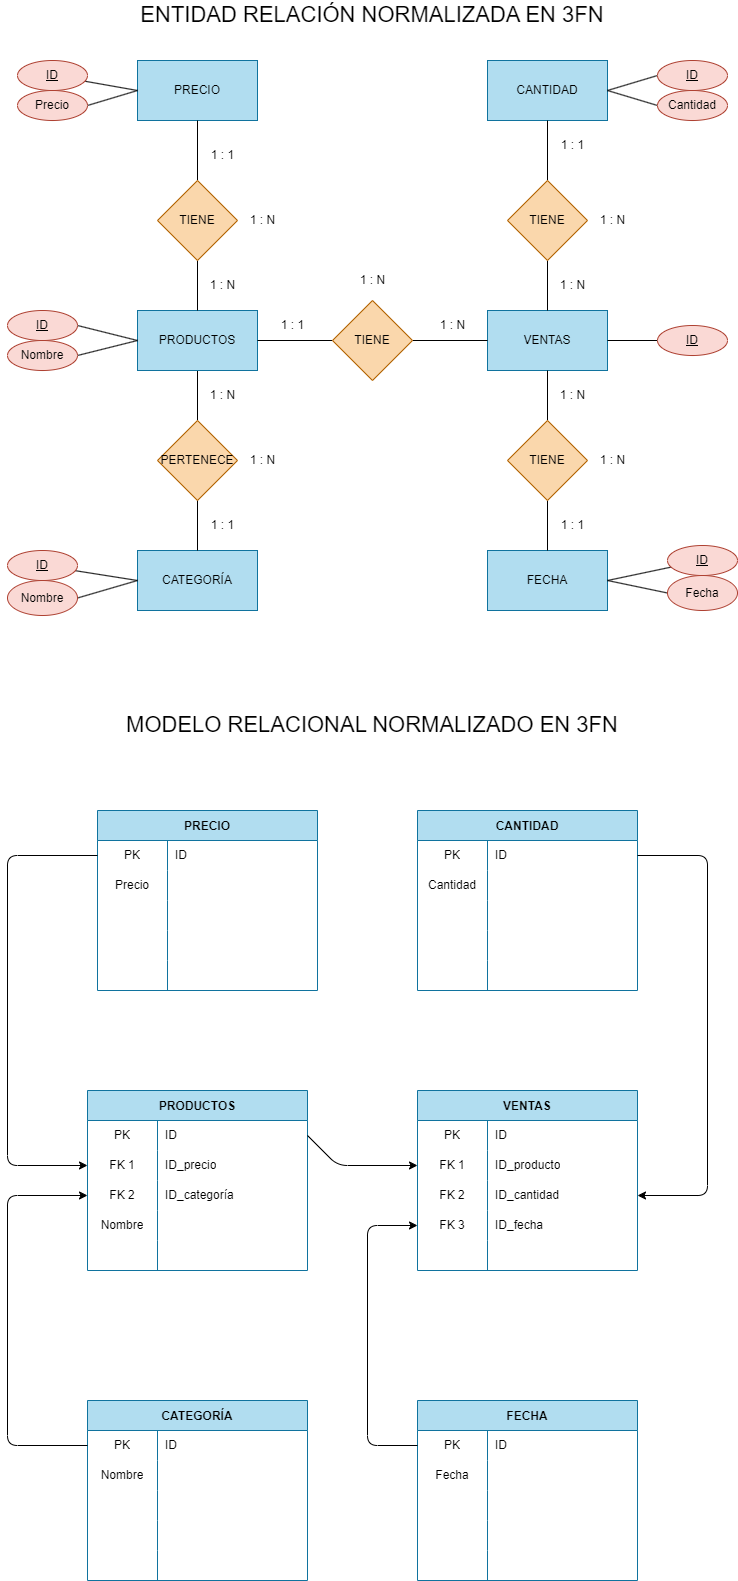 ENTIDAD RELACIÓN NORMALIZADA EN 3FN
ID
Precio
PRECIO
CANTIDAD
ID
Cantidad
1 : 1
1 : 1
TIENE
1 : N
TIENE
1 : N
1 : N
1 : N
1 : N
ID
Nombre
PRODUCTOS
1 : 1
TIENE
1 : N
VENTAS
ID
1 : N
1 : N
PERTENECE
1 : N
TIENE
1 : N
1 : 1
1 : 1
ID
Nombre
CATEGORÍA
FECHA
ID
Fecha
MODELO RELACIONAL NORMALIZADO EN 3FN
PRECIO
PK ID
Precio
CANTIDAD
PK ID
Cantidad
PRODUCTOS
PK ID
FK 1 ID_precio
FK 2 ID_categoría
Nombre
VENTAS
PK ID
FK 1 ID_producto
FK 2 ID_cantidad
FK 3 ID_fecha
CATEGORÍA
PK ID
Nombre
FECHA
PK ID
Fecha